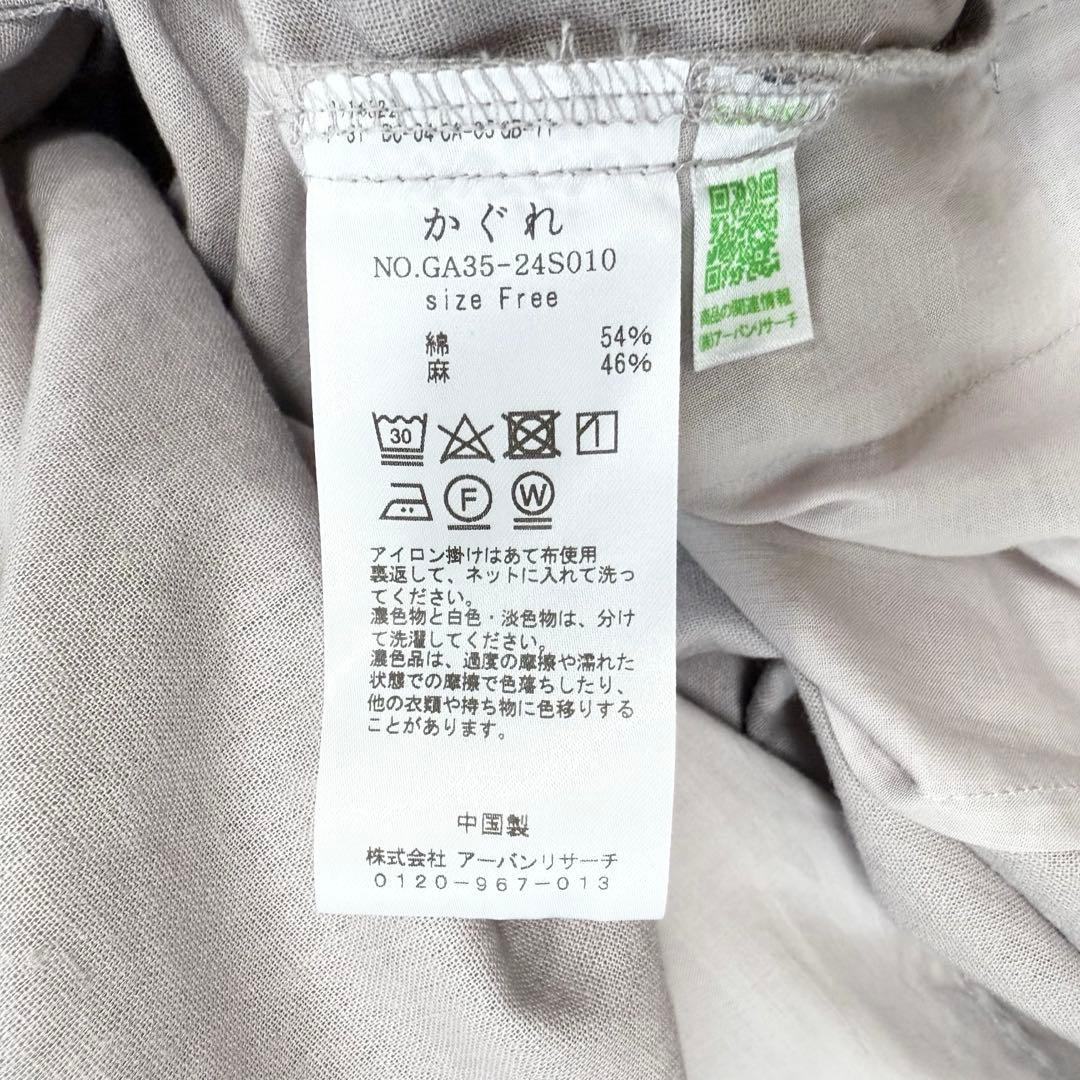 かぐれ
NO.GA35-24S010
size Free
綿 54%
麻 46%
30
F W
アイロン掛けはあて布使用
裏返して、ネットに入れて洗っ
てください。
濃色物と白色・淡色物は、分け
て洗濯してください。
濃色品は、過度の摩擦や濡れた
状態での摩擦で色落ちしたり、
他の衣類や持ち物に色移りする
ことがあります。
中国製
株式会社 アーバンリサーチ
0120-967-013
商品の関連情報
(株)アーバンリサーチ